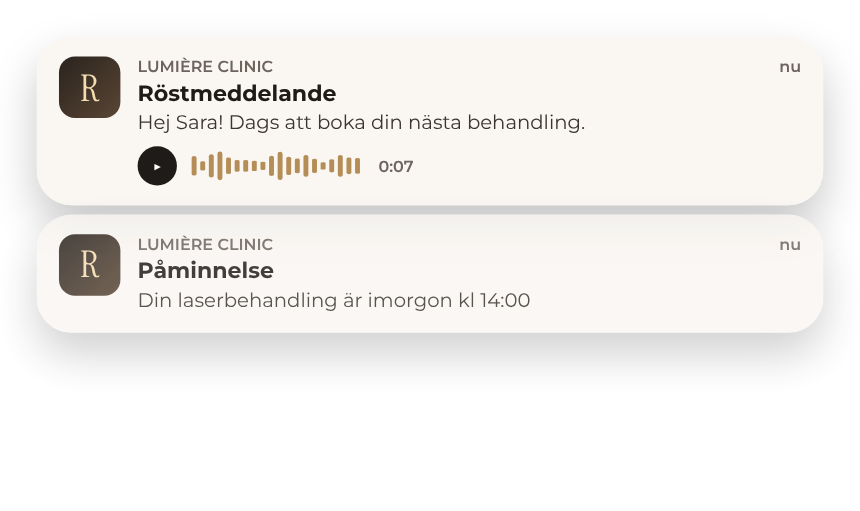 R
LUMIÈRE CLINIC
nu
Röstmeddelande
Hej Sara! Dags att boka din nästa behandling.
0:07
R
LUMIÈRE CLINIC
nu
Påminnelse
Din laserbehandling är imorgon kl 14:00